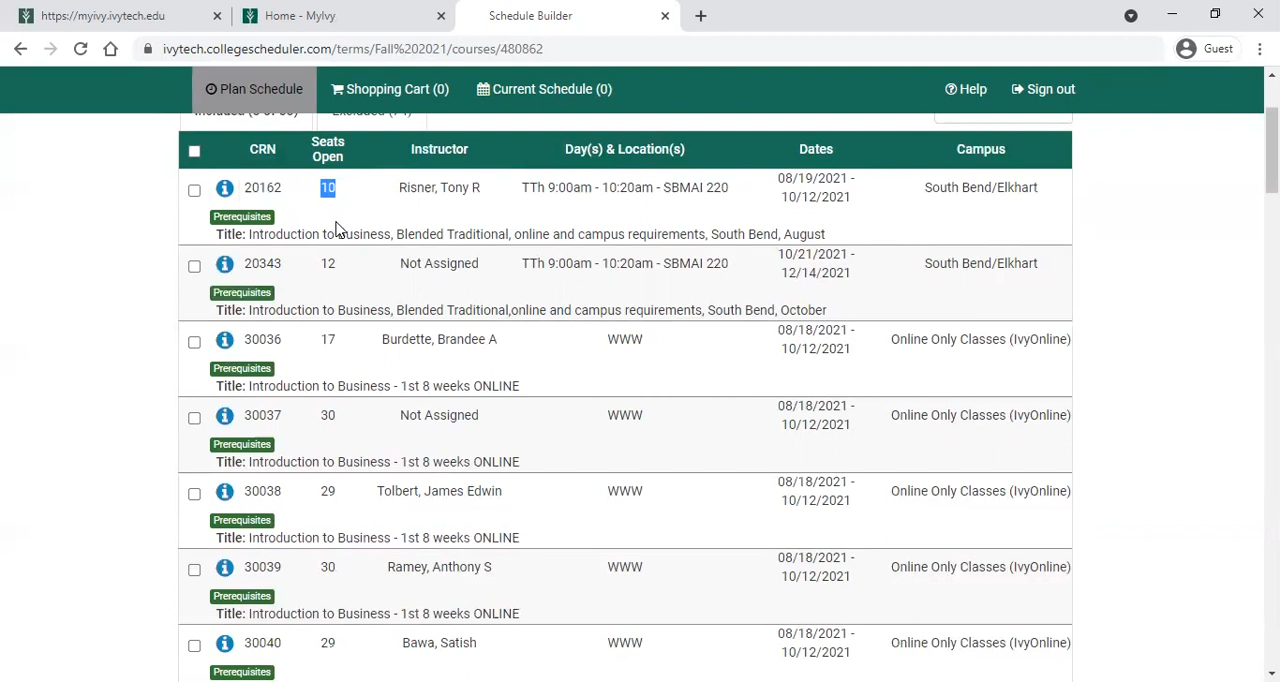 https://myivy.ivytech.edu
Home - MyIvy
Schedule Builder
ivytech.collegescheduler.com/terms/Fall%202021/courses/480862
Guest
Plan Schedule
Shopping Cart (0)
Current Schedule (0)
Help
Sign out
CRN
Seats Open
Instructor
Day(s) & Location(s)
Dates
Campus
20162 10 Risner, Tony R TTh 9:00am - 10:20am - SBMAI 220 08/19/2021 - 10/12/2021 South Bend/Elkhart
Prerequisites
Title: Introduction to Business, Blended Traditional, online and campus requirements, South Bend, August
20343 12 Not Assigned TTh 9:00am - 10:20am - SBMAI 220 10/21/2021 - 12/14/2021 South Bend/Elkhart
Prerequisites
Title: Introduction to Business, Blended Traditional,online and campus requirements, South Bend, October
30036 17 Burdette, Brandee A WWW 08/18/2021 - 10/12/2021 Online Only Classes (IvyOnline)
Prerequisites
Title: Introduction to Business - 1st 8 weeks ONLINE
30037 30 Not Assigned WWW 08/18/2021 - 10/12/2021 Online Only Classes (IvyOnline)
Prerequisites
Title: Introduction to Business - 1st 8 weeks ONLINE
30038 29 Tolbert, James Edwin WWW 08/18/2021 - 10/12/2021 Online Only Classes (IvyOnline)
Prerequisites
Title: Introduction to Business - 1st 8 weeks ONLINE
30039 30 Ramey, Anthony S WWW 08/18/2021 - 10/12/2021 Online Only Classes (IvyOnline)
Prerequisites
Title: Introduction to Business - 1st 8 weeks ONLINE
30040 29 Bawa, Satish WWW 08/18/2021 - 10/12/2021 Online Only Classes (IvyOnline)
Prerequisites